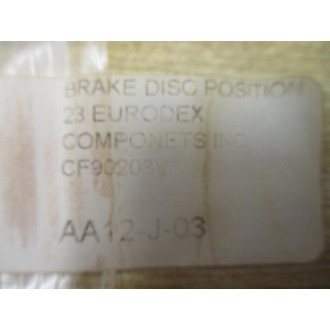 BRAKE DISC POSITION
23 EURODEX
COMPONETS INC
CF90208V
AA12-J-03